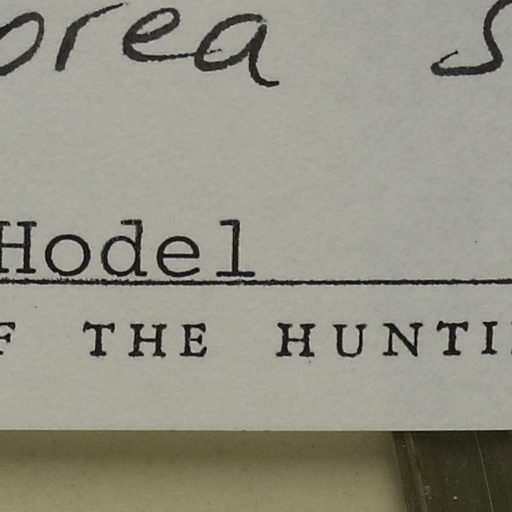 orea s
Hodel
F THE HUNTI